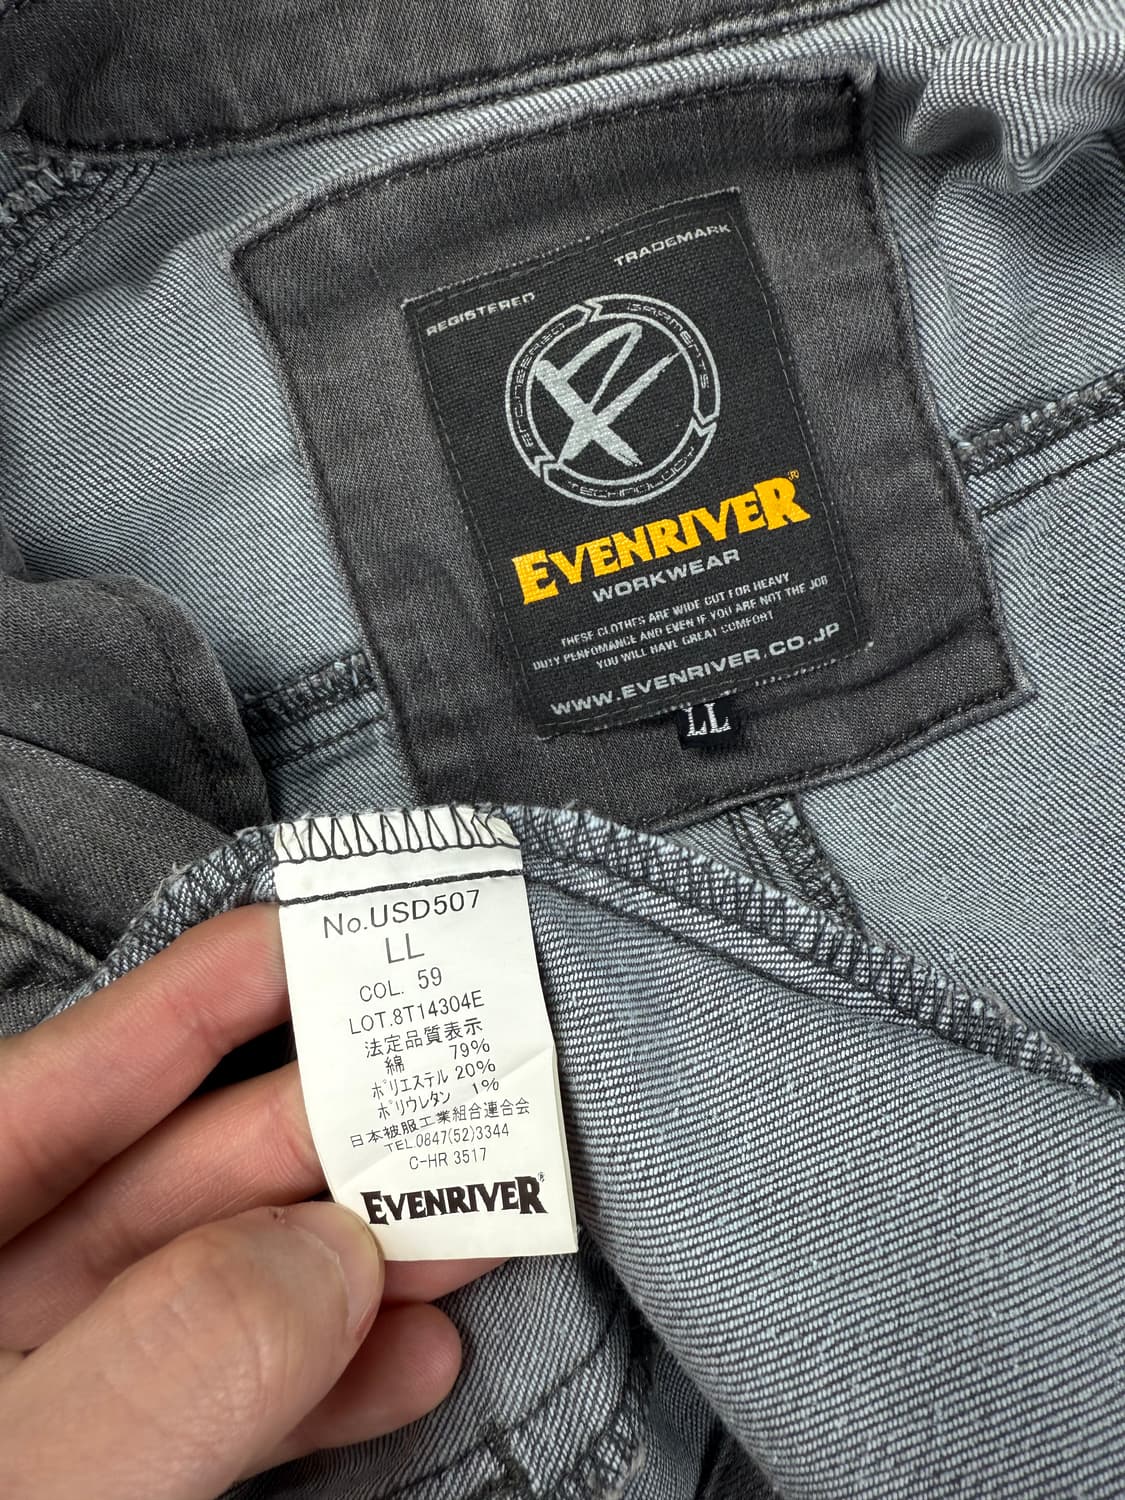 REGISTERED
TRADEMARK
ENGINEERED
GARMENTS
TECHNOLOGY
EVENRIVER®
WORKWEAR
THESE CLOTHES ARE WIDE CUT FOR HEAVY
DUTY PERFOMANCE AND EVEN IF YOU ARE NOT THE JOB
YOU WILL HAVE GREAT COMFORT
WWW.EVENRIVER.CO.JP
LL
No.USD507
LL
COL. 59
LOT.8T14304E
法定品質表示
綿 79%
ポリエステル 20%
ポリウレタン 1%
日本被服工業組合連合会
TEL.0847(52)3344
C-HR 3517
EVENRIVER®